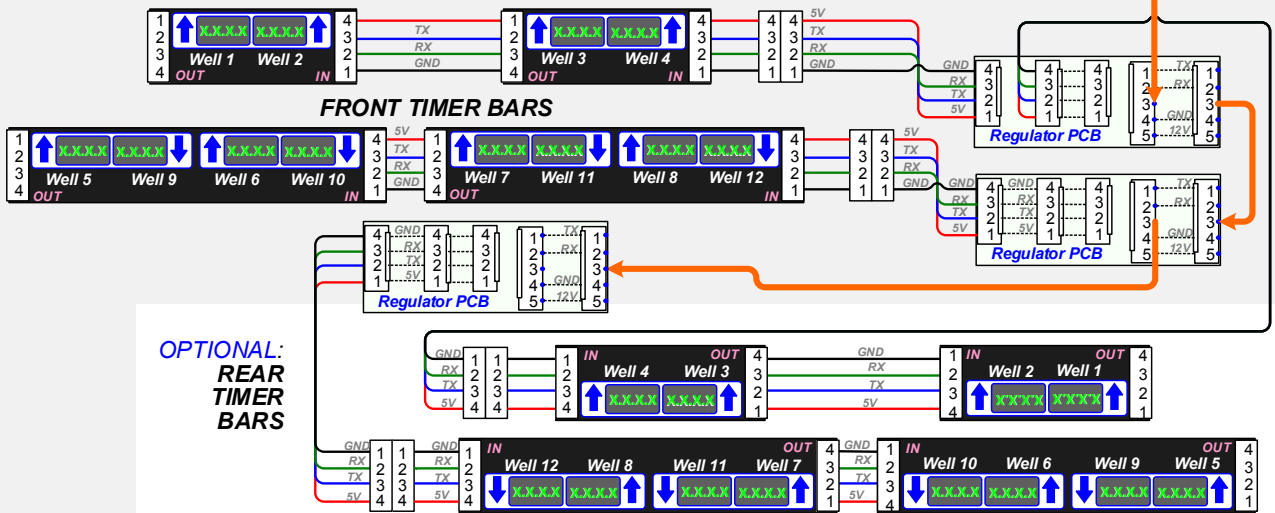 1 X.X.X.X X.X.X.X 4 1 X.X.X.X X.X.X.X 4 4 4 5V
2 3 TX 2 3 3 3 TX
3 Well 1 Well 2 2 RX 3 Well 3 Well 4 2 2 2 RX
4 OUT IN 1 GND 4 OUT IN 1 1 1 GND
GND 4 4 4 1 TX 1
RX 3 3 3 2 RX 2
TX 2 2 2 3 3
5V 1 1 1 4 GND 4
5 12V 5
Regulator PCB
FRONT TIMER BARS
1 X.X.X.X X.X.X.X X.X.X.X X.X.X.X 4 5V 1 X.X.X.X X.X.X.X X.X.X.X X.X.X.X 4 4 4 5V
2 3 TX 2 3 3 3 TX
3 Well 5 Well 9 Well 6 Well 10 2 RX 3 Well 7 Well 11 Well 8 Well 12 2 2 2 RX
4 OUT IN 1 GND 4 OUT IN 1 1 1 GND
GND 4 GND 4 4 1 TX 1
RX 3 RX 3 3 2 RX 2
TX 2 TX 2 2 3 3
5V 1 5V 1 1 4 GND 4
5 12V 5
Regulator PCB
4 GND 4 4 1 TX 1
3 RX 3 3 2 RX 2
2 TX 2 2 3 3
1 5V 1 1 4 GND 4
5 12V 5
Regulator PCB
OPTIONAL:
REAR
TIMER
BARS
GND 1 1 1 IN OUT 4 GND 1 IN OUT 4
RX 2 2 2 Well 4 Well 3 3 RX 2 Well 2 Well 1 3
TX 3 3 3 X.X.X.X X.X.X.X 2 TX 3 X.X.X.X X.X.X.X 2
5V 4 4 4 1 5V 4 1
GND 1 1 GND 1 IN OUT 4 GND 1 IN OUT 4
RX 2 2 RX 2 Well 12 Well 8 Well 11 Well 7 3 RX 2 Well 10 Well 6 Well 9 Well 5 3
TX 3 3 TX 3 X.X.X.X X.X.X.X X.X.X.X X.X.X.X 2 TX 3 X.X.X.X X.X.X.X X.X.X.X X.X.X.X 2
5V 4 4 5V 4 1 5V 4 1